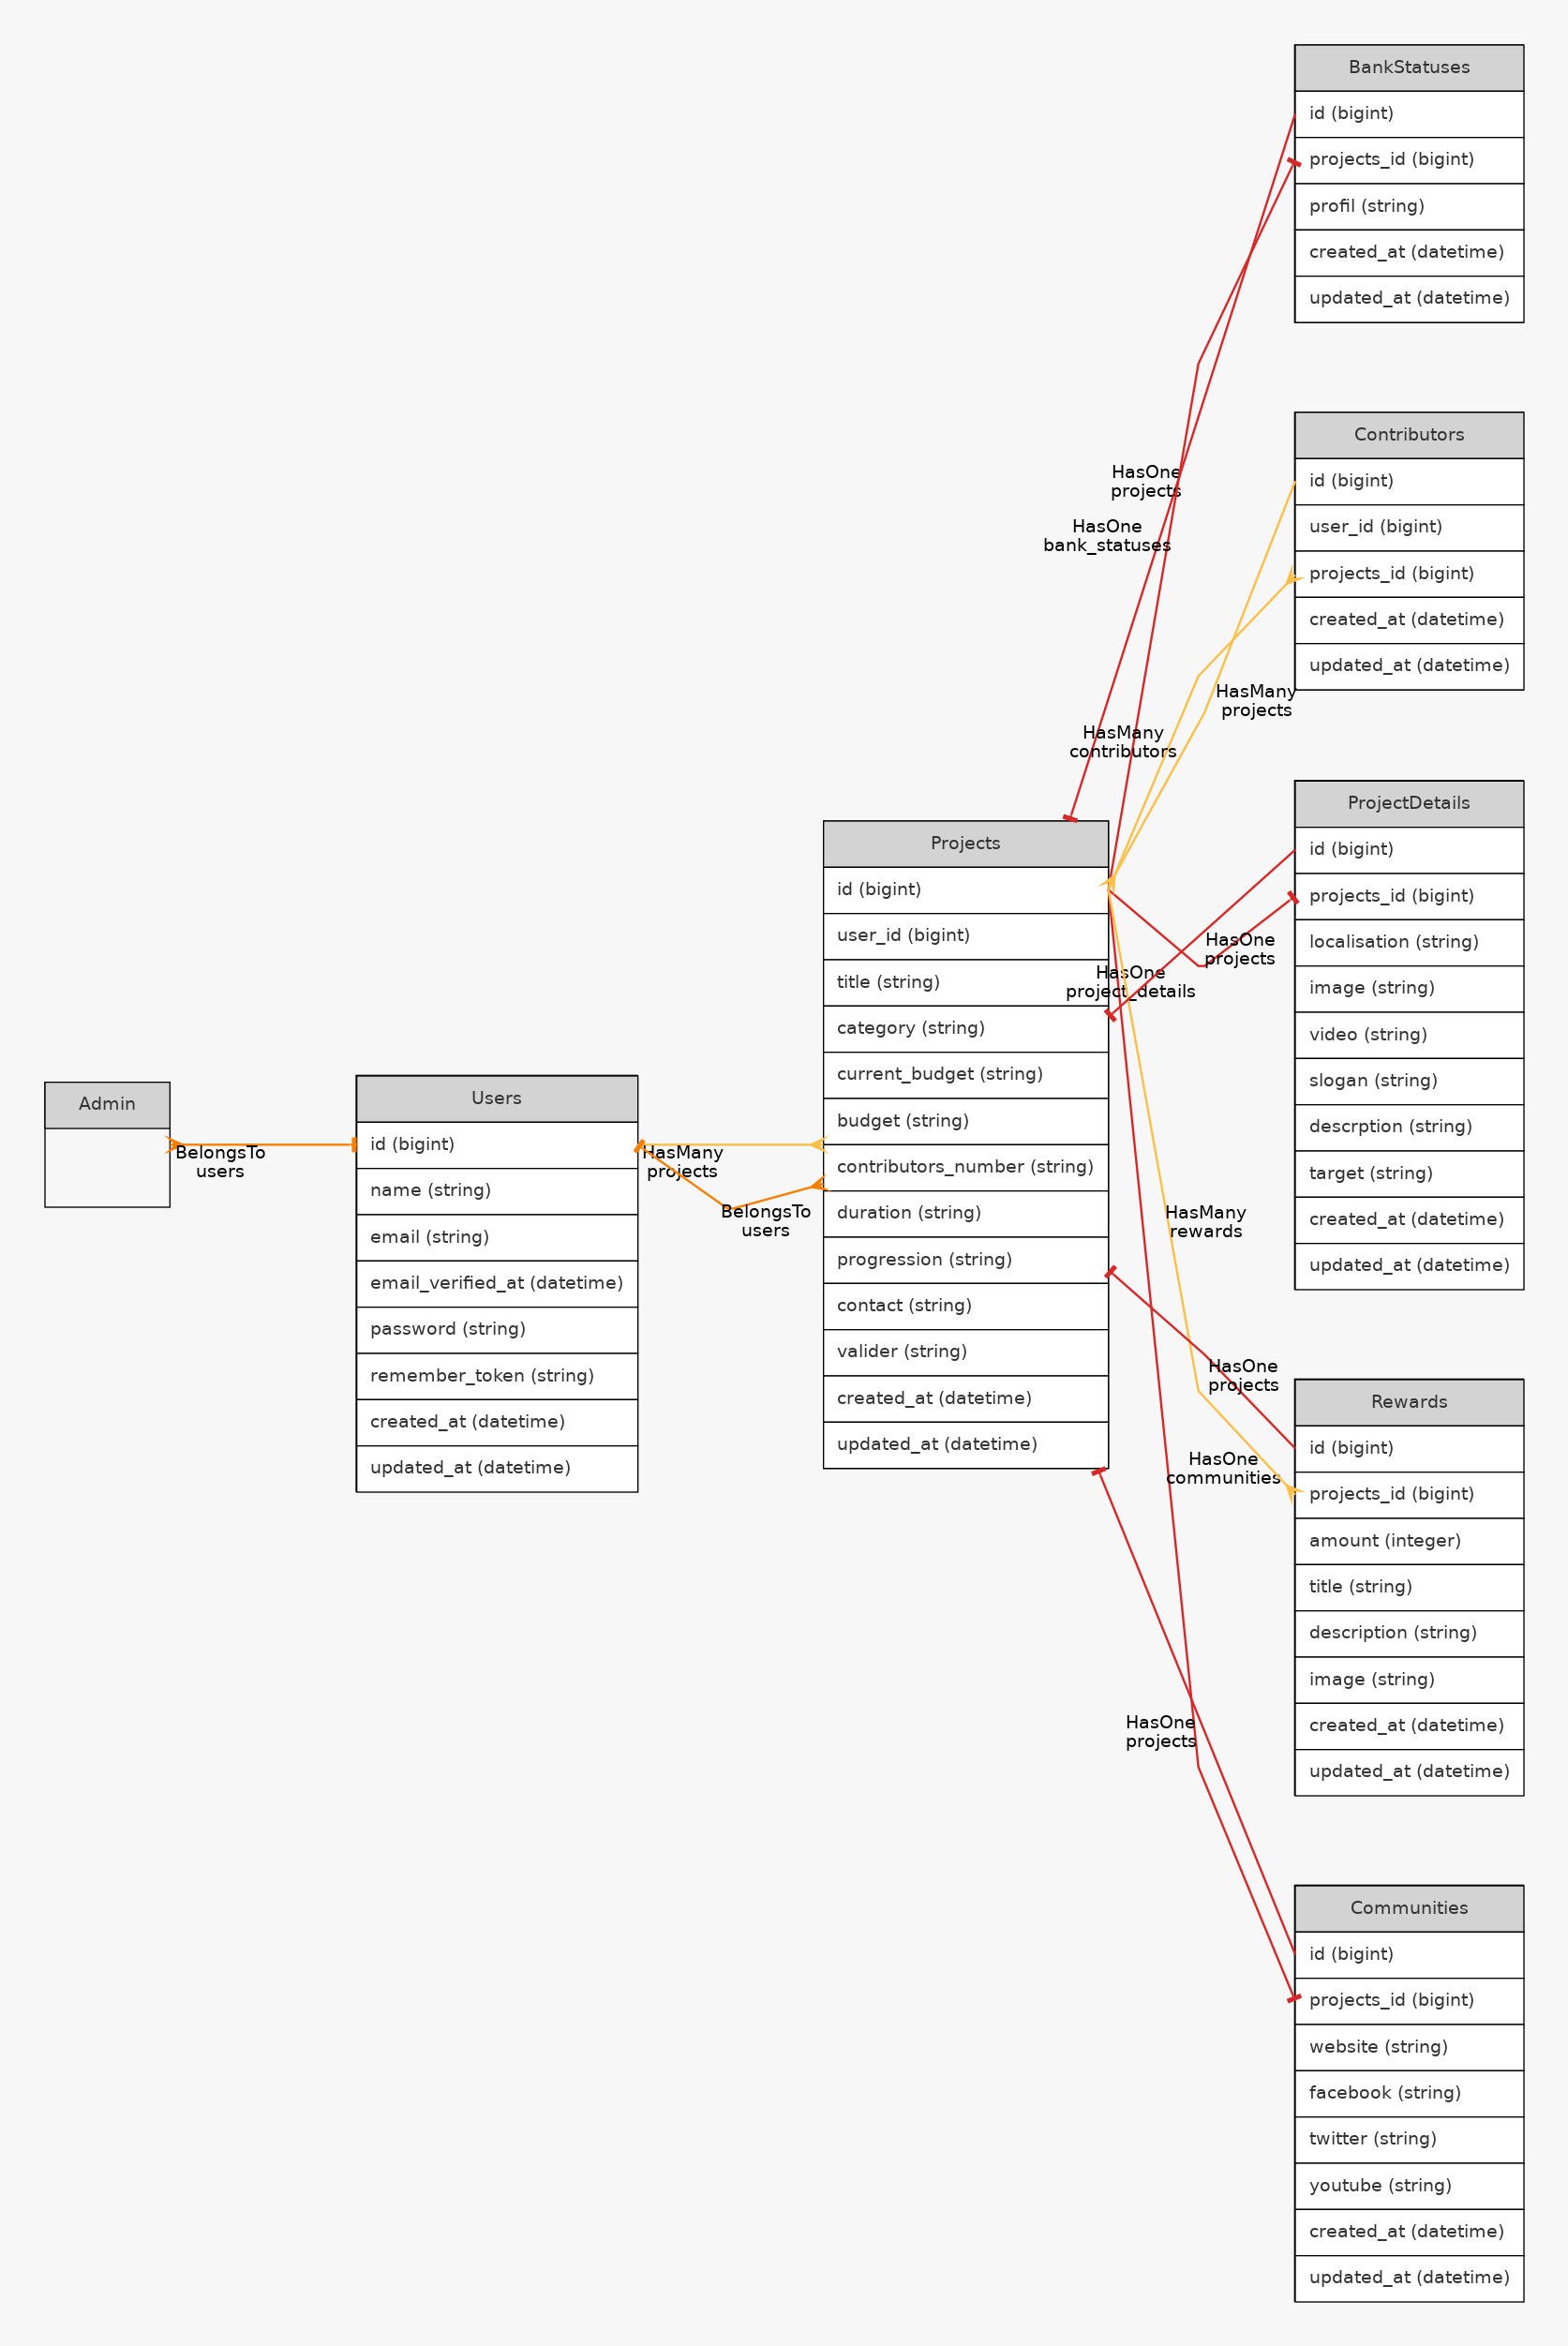 BankStatuses
id (bigint)
projects_id (bigint)
profil (string)
created_at (datetime)
updated_at (datetime)
Contributors
id (bigint)
user_id (bigint)
projects_id (bigint)
created_at (datetime)
updated_at (datetime)
HasOne
projects
HasOne
bank_statuses
HasMany
projects
HasMany
contributors
ProjectDetails
id (bigint)
projects_id (bigint)
localisation (string)
image (string)
video (string)
slogan (string)
descrption (string)
target (string)
created_at (datetime)
updated_at (datetime)
HasOne
projects
HasOne
project_details
Projects
id (bigint)
user_id (bigint)
title (string)
category (string)
current_budget (string)
budget (string)
contributors_number (string)
duration (string)
progression (string)
contact (string)
valider (string)
created_at (datetime)
updated_at (datetime)
Admin
BelongsTo
users
Users
id (bigint)
name (string)
email (string)
email_verified_at (datetime)
password (string)
remember_token (string)
created_at (datetime)
updated_at (datetime)
HasMany
projects
BelongsTo
users
HasMany
rewards
HasOne
projects
HasOne
communities
Rewards
id (bigint)
projects_id (bigint)
amount (integer)
title (string)
description (string)
image (string)
created_at (datetime)
updated_at (datetime)
HasOne
projects
Communities
id (bigint)
projects_id (bigint)
website (string)
facebook (string)
twitter (string)
youtube (string)
created_at (datetime)
updated_at (datetime)